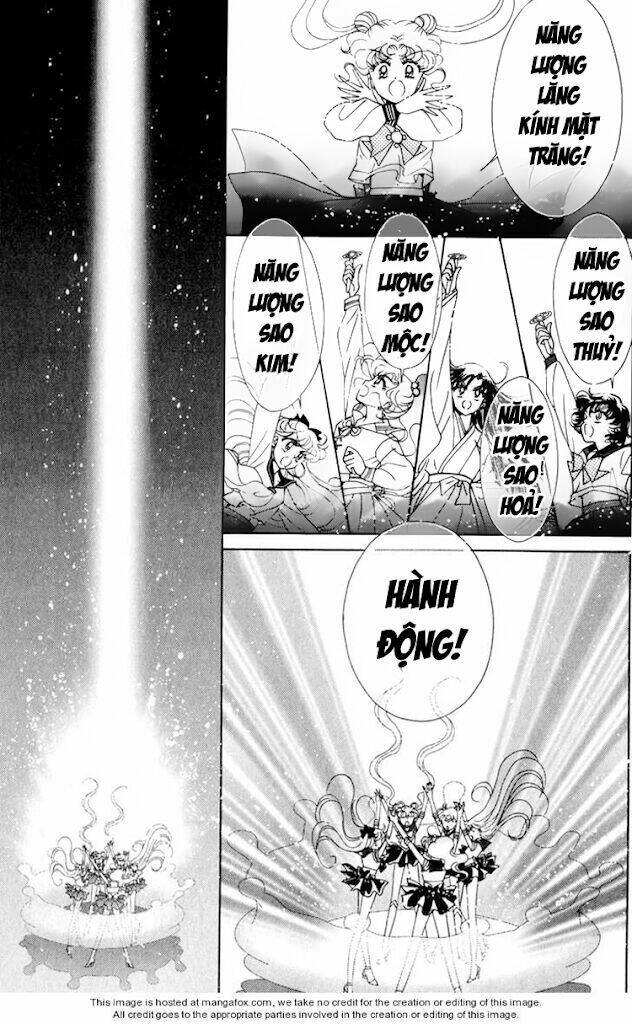 NĂNG
LƯỢNG
LĂNG
KÍNH MẶT
TRĂNG!
NĂNG
LƯỢNG
SAO
KIM!
NĂNG
LƯỢNG
SAO
MỘC!
NĂNG
LƯỢNG
SAO
HOẢ!
NĂNG
LƯỢNG
SAO
THUỶ!
HÀNH
ĐỘNG!
This image is hosted at mangafox.com, we take no credit for the creation or editing of this image.
All credit goes to the appropriate parties involved in the creation or editing of this image.